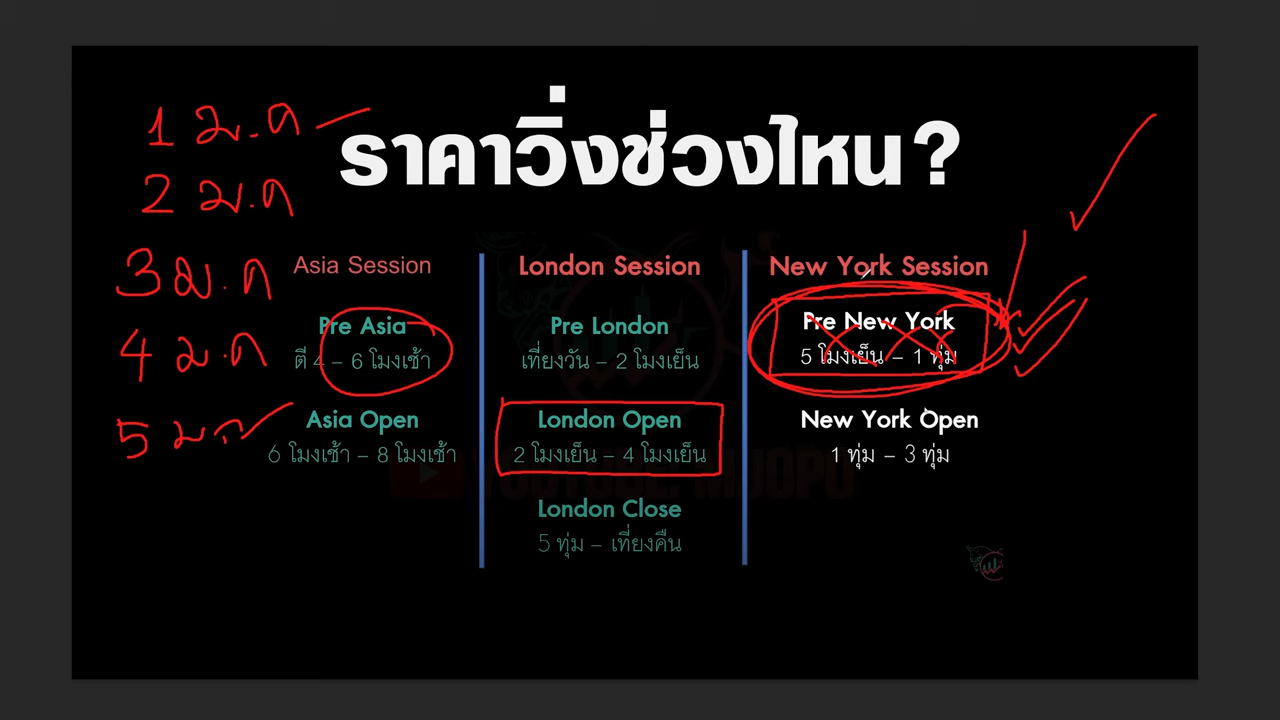 1 ม.ค
ราคาวิ่งช่วงไหน?
2 ม.ค
3 ม.ค
4 ม.ค
5 ม.ค
Asia Session
Pre Asia
ตี 4 – 6 โมงเช้า
Asia Open
6 โมงเช้า – 8 โมงเช้า
London Session
Pre London
เที่ยงวัน – 2 โมงเย็น
London Open
2 โมงเย็น – 4 โมงเย็น
London Close
5 ทุ่ม – เที่ยงคืน
New York Session
Pre New York
5 โมงเย็น – 1 ทุ่ม
New York Open
1 ทุ่ม – 3 ทุ่ม